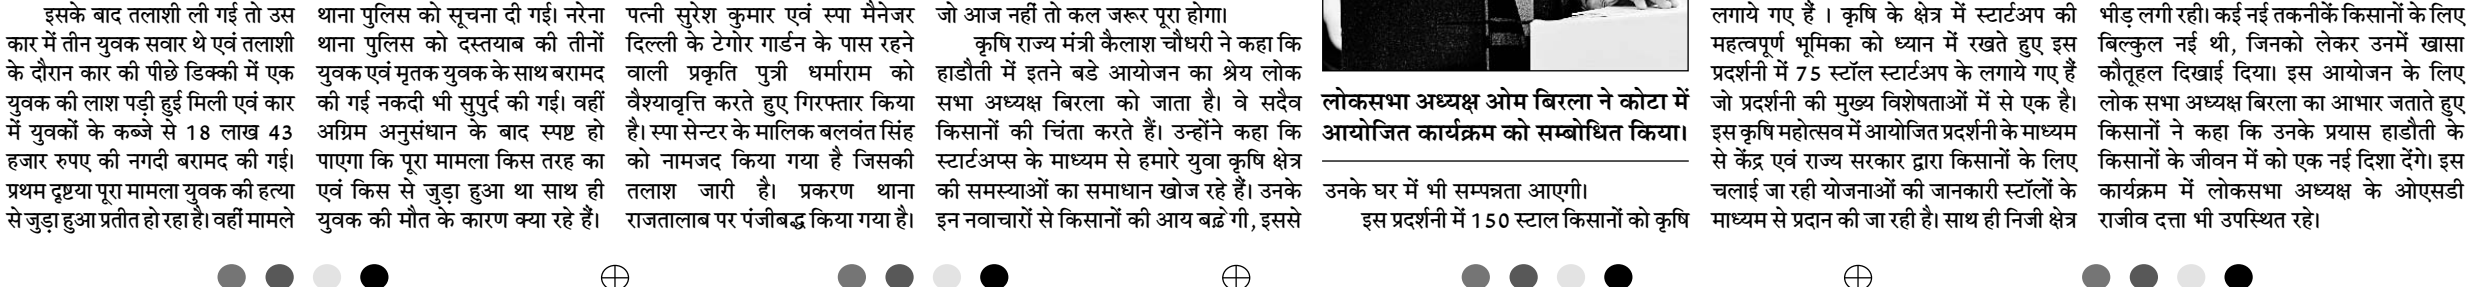 इसके बाद तलाशी ली गई तो उस
कार में तीन युवक सवार थे एवं तलाशी
के दौरान कार की पीछे डिक्की में एक
युवक की लाश पड़ी हुई मिली एवं कार
में युवकों के कब्जे से 18 लाख 43
हजार रुपए की नगदी बरामद की गई।
प्रथम दृष्टया पूरा मामला युवक की हत्या
से जुड़ा हुआ प्रतीत हो रहा है। वहीं मामले
थाना पुलिस को सूचना दी गई। नरेना
थाना पुलिस को दस्तयाब की तीनों
युवक एवं मृतक युवक के साथ बरामद
की गई नकदी भी सुपुर्द की गई। वहीं
अग्रिम अनुसंधान के बाद स्पष्ट हो
पाएगा कि पूरा मामला किस तरह का
एवं किस से जुड़ा हुआ था साथ ही
युवक की मौत के कारण क्या रहे हैं।
पत्नी सुरेश कुमार एवं स्पा मैनेजर
दिल्ली के टेगोर गार्डन के पास रहने
वाली प्रकृति पुत्री धर्माराम को
वैश्यावृत्ति करते हुए गिरफ्तार किया
है। स्पा सेन्टर के मालिक बलवंत सिंह
को नामजद किया गया है जिसकी
तलाश जारी है। प्रकरण थाना
राजतालाब पर पंजीबद्ध किया गया है।
जो आज नहीं तो कल जरूर पूरा होगा।
कृषि राज्य मंत्री कैलाश चौधरी ने कहा कि
हाडौती में इतने बडे आयोजन का श्रेय लोक
सभा अध्यक्ष बिरला को जाता है। वे सदैव
किसानों की चिंता करते हैं। उन्होंने कहा कि
स्टार्टअप्स के माध्यम से हमारे युवा कृषि क्षेत्र
की समस्याओं का समाधान खोज रहे हैं। उनके
इन नवाचारों से किसानों की आय बढ़ेगी, इससे
लोकसभा अध्यक्ष ओम बिरला ने कोटा में
आयोजित कार्यक्रम को सम्बोधित किया।
उनके घर में भी सम्पन्नता आएगी।
इस प्रदर्शनी में 150 स्टाल किसानों को कृषि
लगाये गए हैं । कृषि के क्षेत्र में स्टार्टअप की
महत्वपूर्ण भूमिका को ध्यान में रखते हुए इस
प्रदर्शनी में 75 स्टॉल स्टार्टअप के लगाये गए हैं
जो प्रदर्शनी की मुख्य विशेषताओं में से एक है।
इस कृषि महोत्सव में आयोजित प्रदर्शनी के माध्यम
से केंद्र एवं राज्य सरकार द्वारा किसानों के लिए
चलाई जा रही योजनाओं की जानकारी स्टॉलों के
माध्यम से प्रदान की जा रही है। साथ ही निजी क्षेत्र
भीड़ लगी रही। कई नई तकनीकें किसानों के लिए
बिल्कुल नई थी, जिनको लेकर उनमें खासा
कौतूहल दिखाई दिया। इस आयोजन के लिए
लोक सभा अध्यक्ष बिरला का आभार जताते हुए
किसानों ने कहा कि उनके प्रयास हाडौती के
किसानों के जीवन में को एक नई दिशा देंगे। इस
कार्यक्रम में लोकसभा अध्यक्ष के ओएसडी
राजीव दत्ता भी उपस्थित रहे।